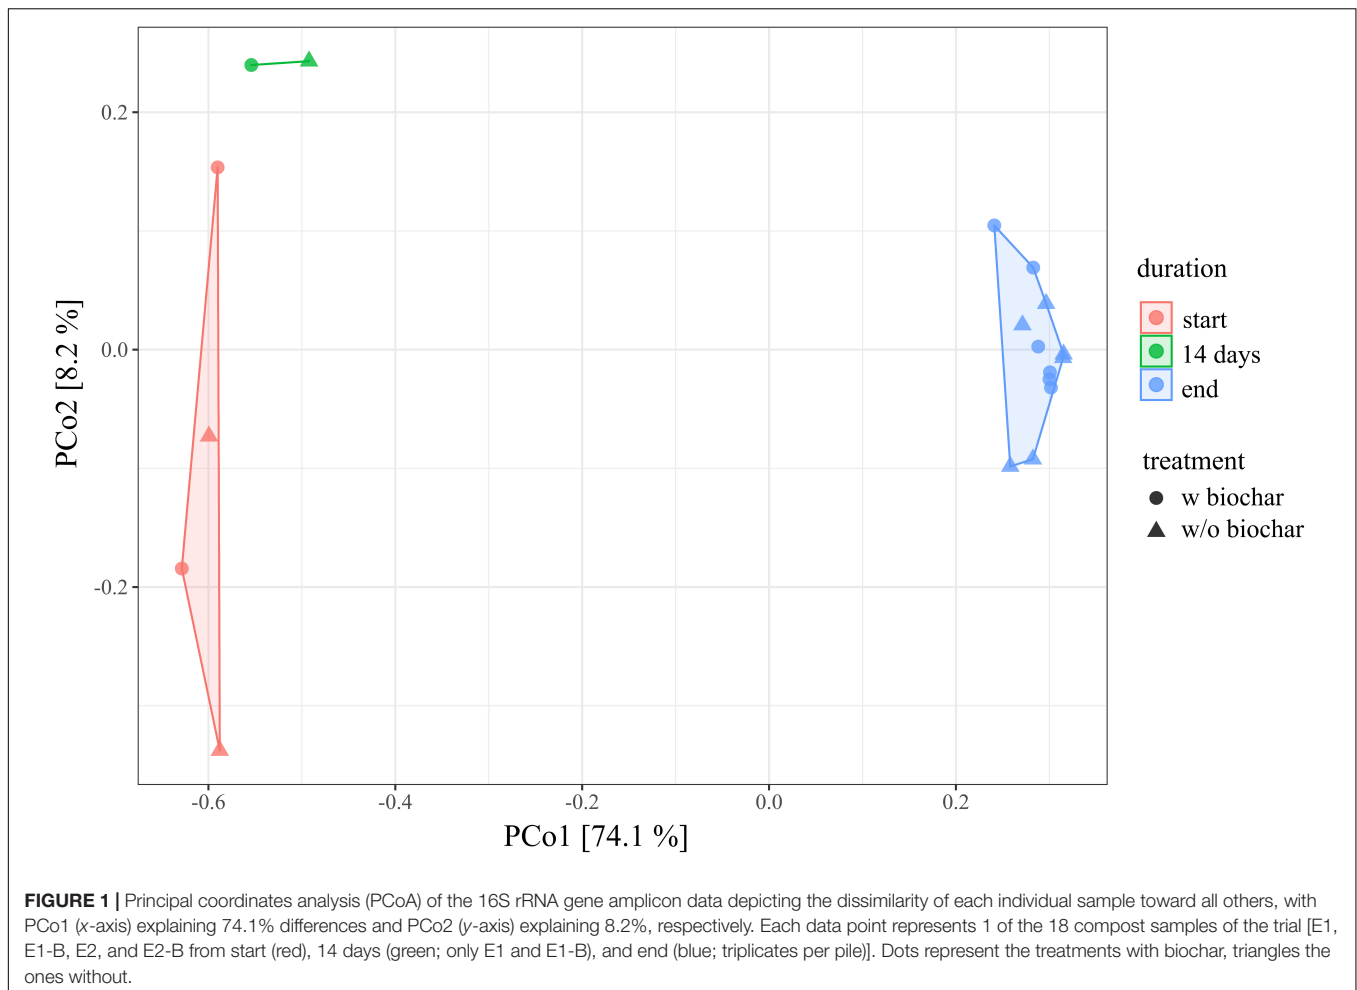 0.2
0.0
-0.2
PCo2 [8.2 %]
-0.6
-0.4
-0.2
0.0
0.2
PCo1 [74.1 %]
duration
start
14 days
end
treatment
w biochar
w/o biochar
FIGURE 1 | Principal coordinates analysis (PCoA) of the 16S rRNA gene amplicon data depicting the dissimilarity of each individual sample toward all others, with
PCo1 (x-axis) explaining 74.1% differences and PCo2 (y-axis) explaining 8.2%, respectively. Each data point represents 1 of the 18 compost samples of the trial [E1,
E1-B, E2, and E2-B from start (red), 14 days (green; only E1 and E1-B), and end (blue; triplicates per pile)]. Dots represent the treatments with biochar, triangles the
ones without.